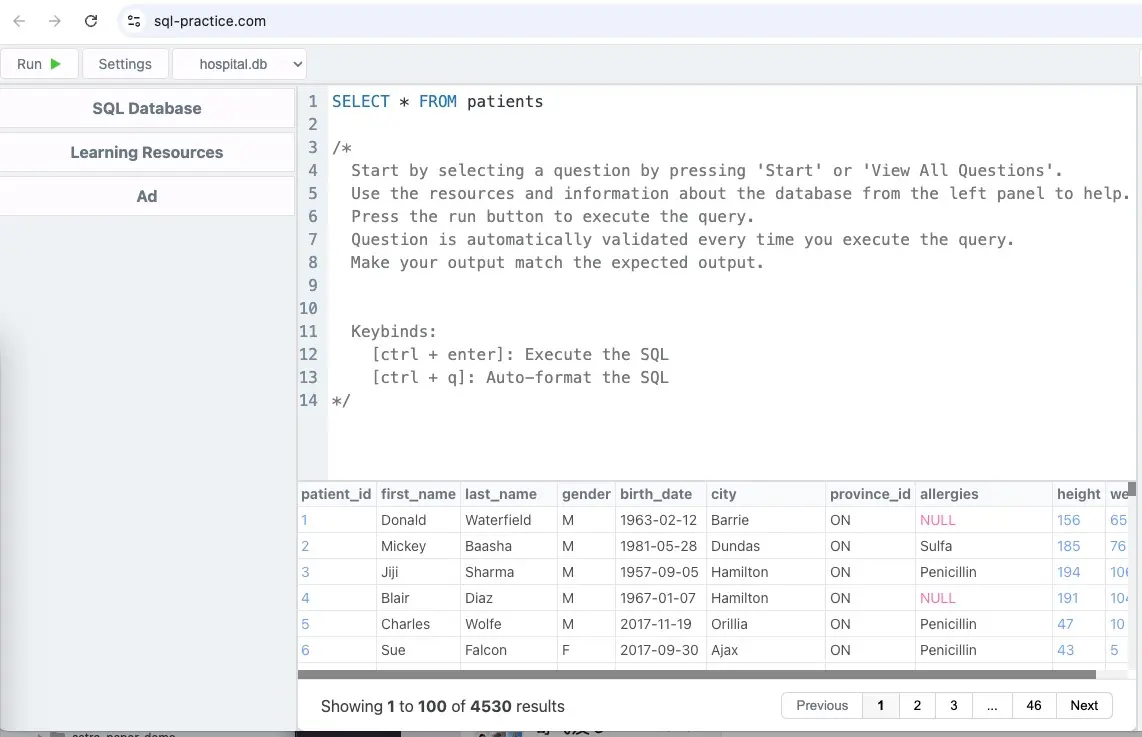 sql-practice.com
Run Settings hospital.db
SQL Database
Learning Resources
Ad
1 SELECT * FROM patients
2
3 /*
4 Start by selecting a question by pressing 'Start' or 'View All Questions'.
5 Use the resources and information about the database from the left panel to help.
6 Press the run button to execute the query.
7 Question is automatically validated every time you execute the query.
8 Make your output match the expected output.
9
10
11 Keybinds:
12 [ctrl + enter]: Execute the SQL
13 [ctrl + q]: Auto-format the SQL
14 */
patient_id first_name last_name gender birth_date city province_id allergies height we
1 Donald Waterfield M 1963-02-12 Barrie ON NULL 156 65
2 Mickey Baasha M 1981-05-28 Dundas ON Sulfa 185 76
3 Jiji Sharma M 1957-09-05 Hamilton ON Penicillin 194 106
4 Blair Diaz M 1967-01-07 Hamilton ON NULL 191 104
5 Charles Wolfe M 2017-11-19 Orillia ON Penicillin 47 10
6 Sue Falcon F 2017-09-30 Ajax ON Penicillin 43 5
Showing 1 to 100 of 4530 results Previous 1 2 3 ... 46 Next